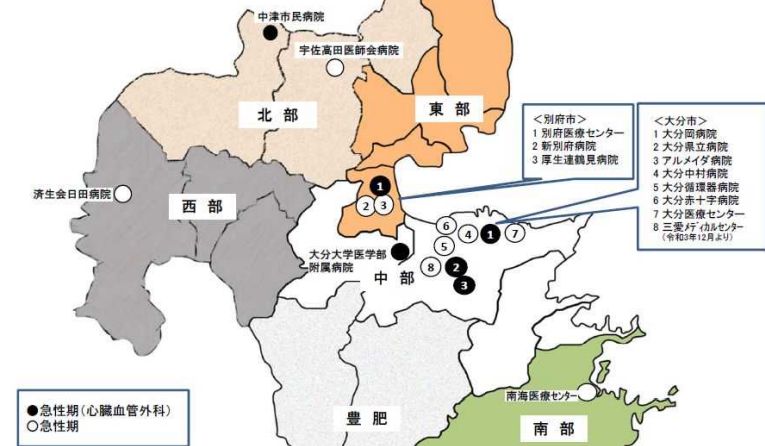 中津市民病院
宇佐高田医師会病院
北 部
東 部
<別府市>
1 別府医療センター
2 新別府病院
3 厚生連鶴見病院
<大分市>
1 大分岡病院
2 大分県立病院
3 アルメイダ病院
4 大分中村病院
5 大分循環器病院
6 大分赤十字病院
7 大分医療センター
8 三愛メディカルセンター
(令和3年12月より)
済生会日田病院
西 部
1
2 3
6
4 1 7
5
大分大学医学部
附属病院
中 部
8 2
3
●急性期(心臓血管外科)
○急性期
豊 肥
南海医療センター
南 部